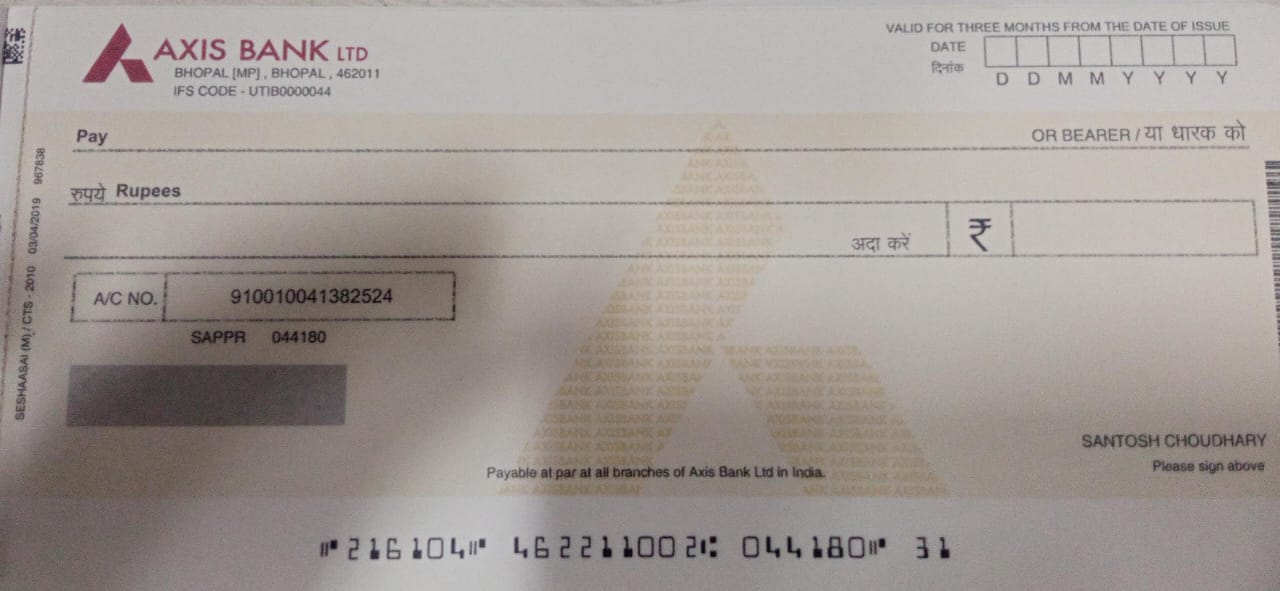 AXIS BANK LTD
BHOPAL [MP] , BHOPAL , 462011
IFS CODE - UTIB0000044
VALID FOR THREE MONTHS FROM THE DATE OF ISSUE
DATE
दिनांक
D D M M Y Y Y Y
Pay
OR BEARER / या धारक को
रुपये Rupees
अदा करें
₹
A/C NO. 910010041382524
SAPPR 044180
SESHAASAI (M) / CTS - 2010 03/04/2019 967838
SANTOSH CHOUDHARY
Please sign above
Payable at par at all branches of Axis Bank Ltd in India.
⑈216104⑈ 462211002⑆ 044180⑈ 31